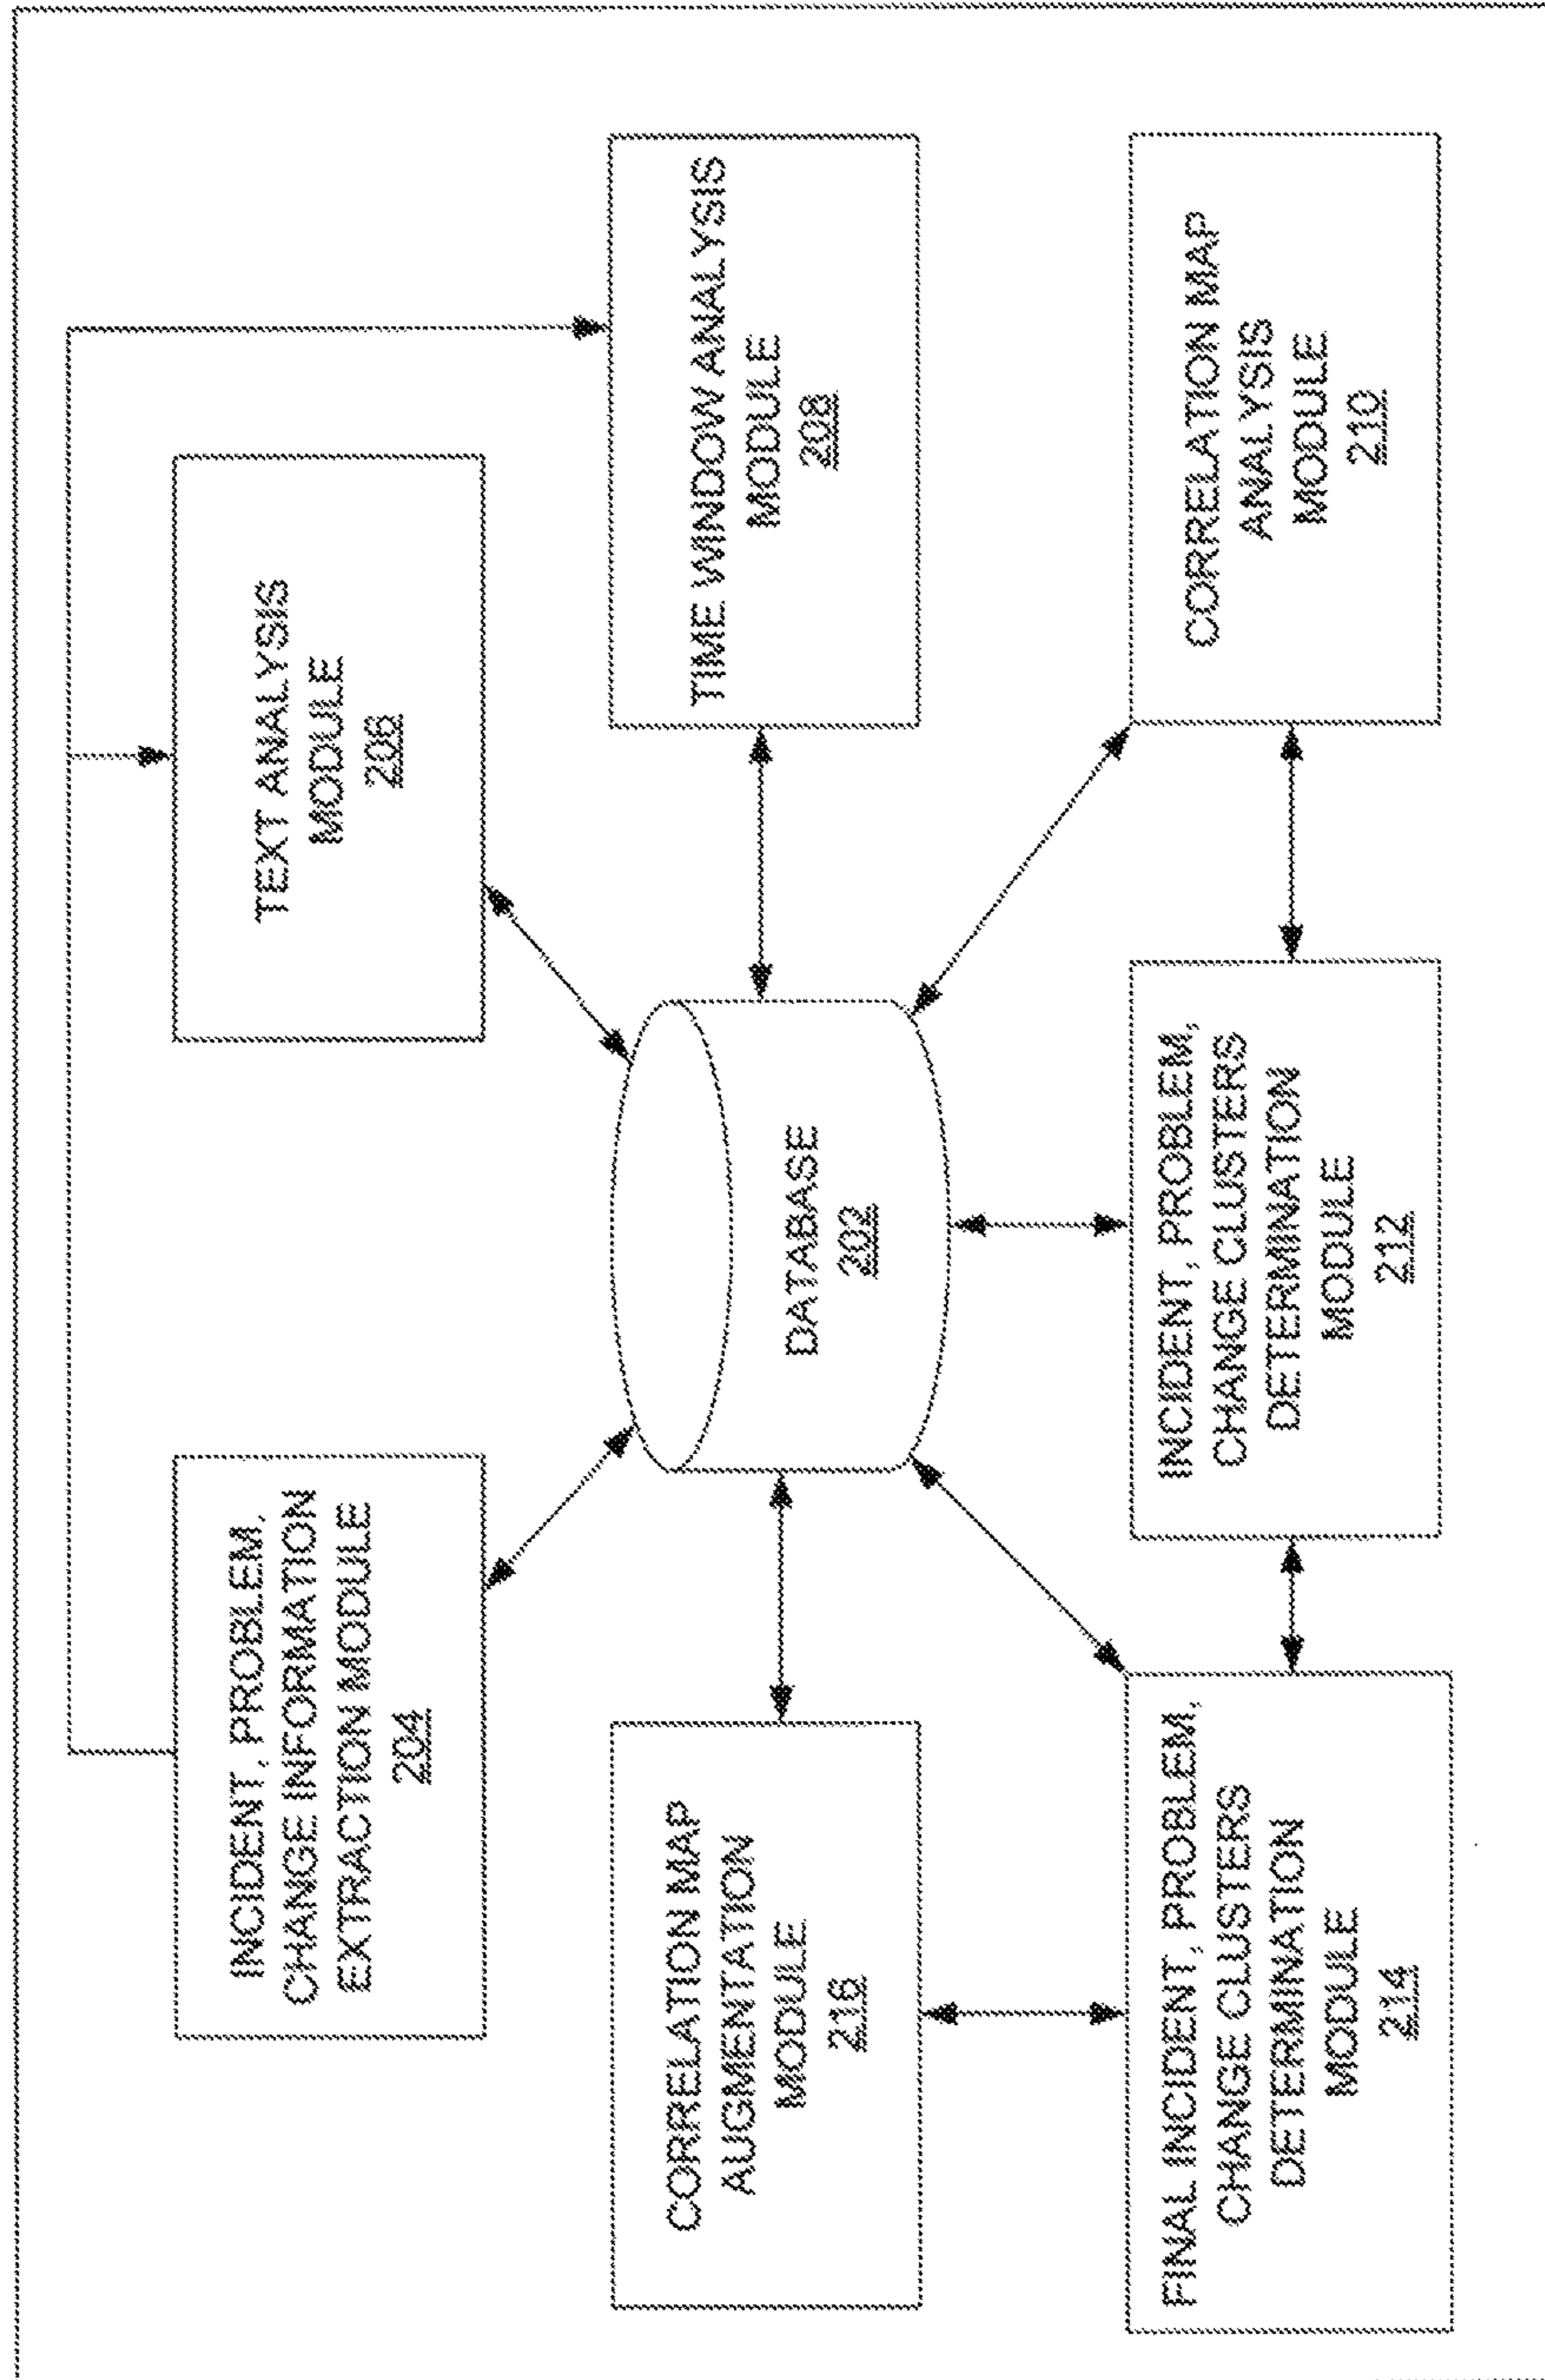 INCIDENT, PROBLEM,
CHANGE INFORMATION
EXTRACTION MODULE
204
TEXT ANALYSIS
MODULE
206
CORRELATION MAP
AUGMENTATION
MODULE
216
DATABASE
202
TIME WINDOW ANALYSIS
MODULE
208
FINAL INCIDENT, PROBLEM,
CHANGE CLUSTERS
DETERMINATION
MODULE
214
INCIDENT, PROBLEM,
CHANGE CLUSTERS
DETERMINATION
MODULE
212
CORRELATION MAP
ANALYSIS
MODULE
210